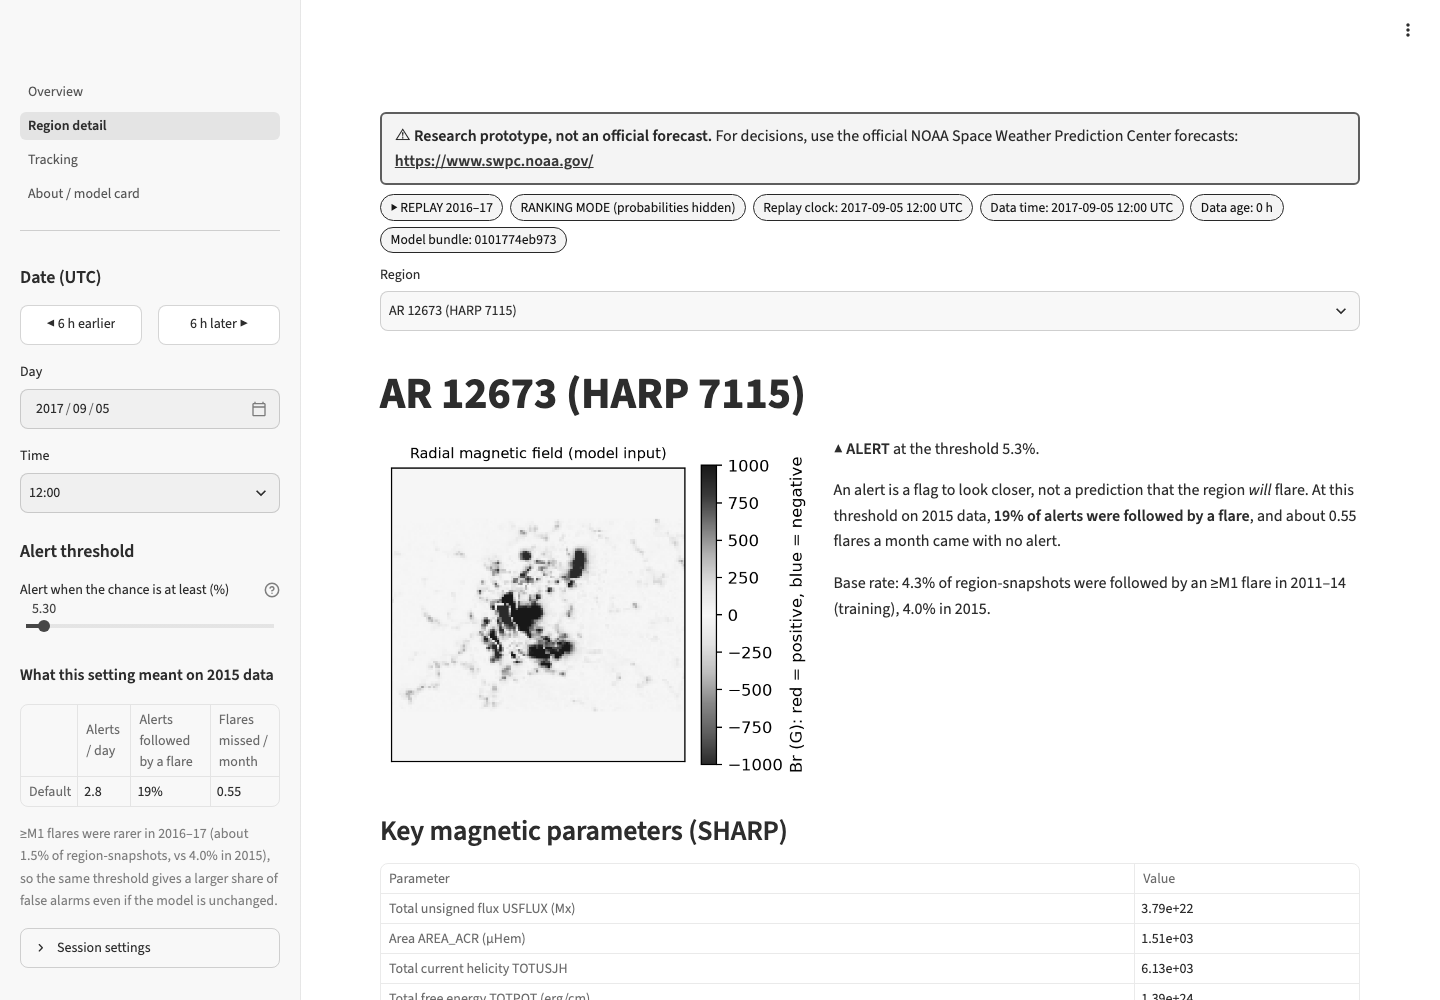 Overview
Region detail
Tracking
About / model card
Date (UTC)
◄ 6 h earlier
6 h later ►
Day
2017 / 09 / 05
Time
12:00
Alert threshold
Alert when the chance is at least (%)
5.30
What this setting meant on 2015 data
Alerts / day
Alerts followed by a flare
Flares missed / month
Default 2.8 19% 0.55
≥M1 flares were rarer in 2016–17 (about
1.5% of region-snapshots, vs 4.0% in 2015),
so the same threshold gives a larger share of
false alarms even if the model is unchanged.
Session settings
⚠ Research prototype, not an official forecast. For decisions, use the official NOAA Space Weather Prediction Center forecasts:
https://www.swpc.noaa.gov/
► REPLAY 2016–17
RANKING MODE (probabilities hidden)
Replay clock: 2017-09-05 12:00 UTC
Data time: 2017-09-05 12:00 UTC
Data age: 0 h
Model bundle: 0101774eb973
Region
AR 12673 (HARP 7115)
AR 12673 (HARP 7115)
Radial magnetic field (model input)
1000
750
500
250
0
−250
−500
−750
−1000
Br (G): red = positive, blue = negative
▲ ALERT at the threshold 5.3%.
An alert is a flag to look closer, not a prediction that the region will flare. At this
threshold on 2015 data, 19% of alerts were followed by a flare, and about 0.55
flares a month came with no alert.
Base rate: 4.3% of region-snapshots were followed by an ≥M1 flare in 2011–14
(training), 4.0% in 2015.
Key magnetic parameters (SHARP)
Parameter Value
Total unsigned flux USFLUX (Mx) 3.79e+22
Area AREA_ACR (μHem) 1.51e+03
Total current helicity TOTUSJH 6.13e+03
Total free energy TOTPOT (erg/cm) 1.39e+24